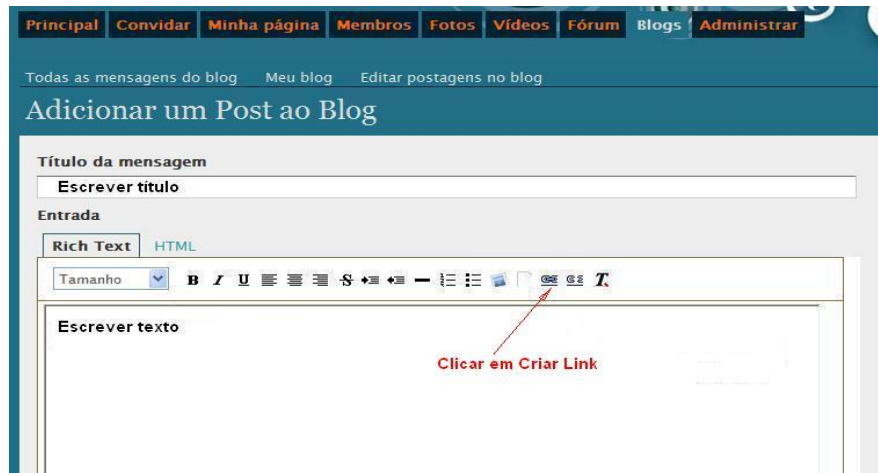 Principal Convidar Minha página Membros Fotos Vídeos Fórum Blogs Administrar
Todas as mensagens do blog Meu blog Editar postagens no blog
Adicionar um Post ao Blog
Título da mensagem
Escrever titulo
Entrada
Rich Text HTML
Tamanho B I U S T
Escrever texto
Clicar em Criar Link